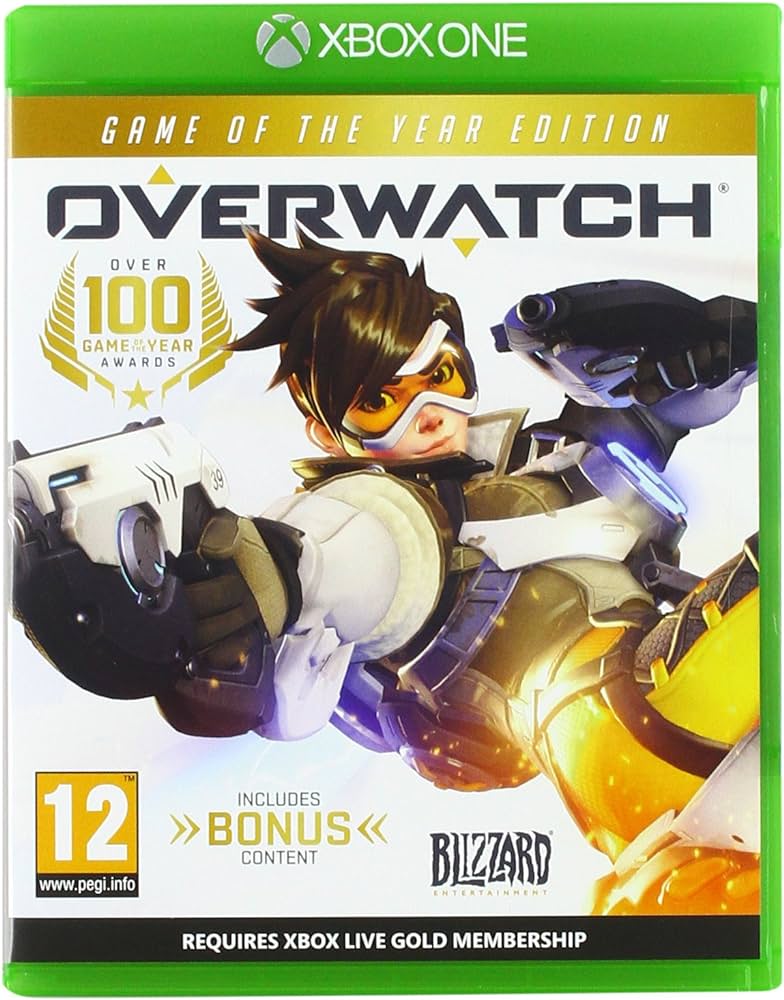 XBOX ONE
GAME OF THE YEAR EDITION
OVERWATCH®
OVER
100
GAME OF THE YEAR
AWARDS
39
12™
www.pegi.info
INCLUDES
»BONUS«
CONTENT
BLIZZARD®
ENTERTAINMENT
REQUIRES XBOX LIVE GOLD MEMBERSHIP